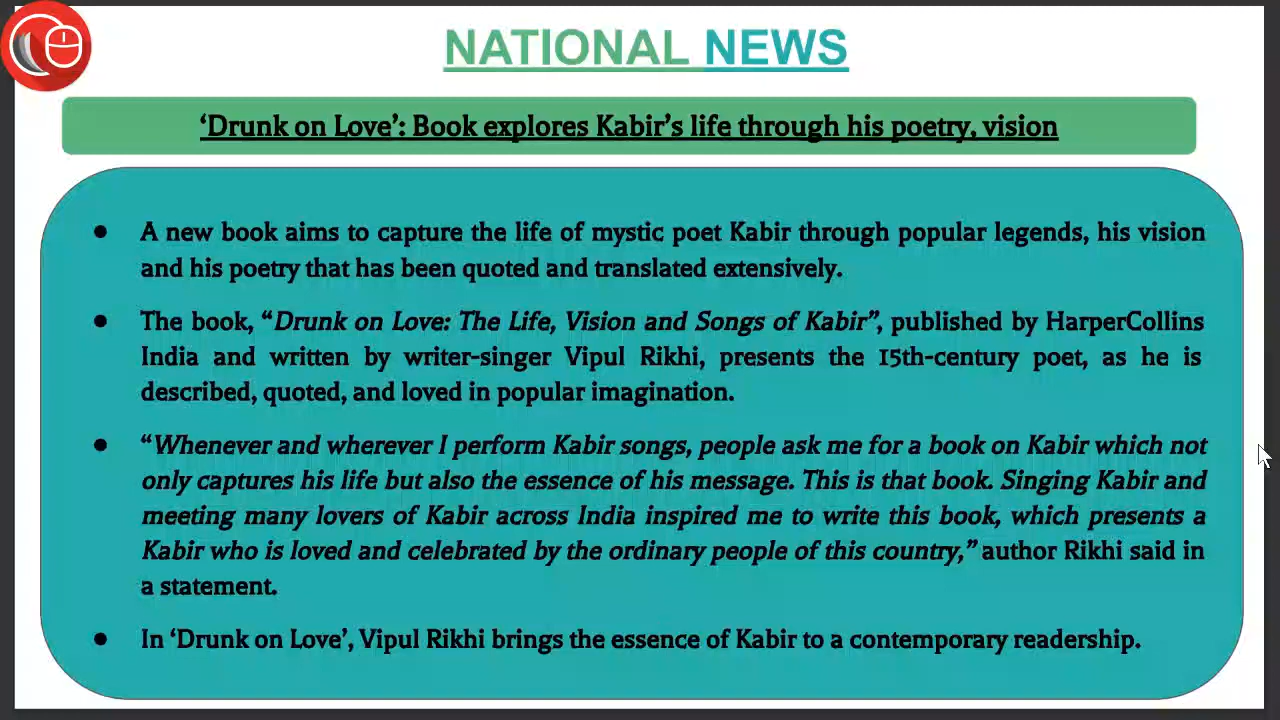 NATIONAL NEWS
‘Drunk on Love’: Book explores Kabir’s life through his poetry, vision
● A new book aims to capture the life of mystic poet Kabir through popular legends, his vision
and his poetry that has been quoted and translated extensively.
● The book, “Drunk on Love: The Life, Vision and Songs of Kabir”, published by HarperCollins
India and written by writer-singer Vipul Rikhi, presents the 15th-century poet, as he is
described, quoted, and loved in popular imagination.
● “Whenever and wherever I perform Kabir songs, people ask me for a book on Kabir which not
only captures his life but also the essence of his message. This is that book. Singing Kabir and
meeting many lovers of Kabir across India inspired me to write this book, which presents a
Kabir who is loved and celebrated by the ordinary people of this country,” author Rikhi said in
a statement.
● In ‘Drunk on Love’, Vipul Rikhi brings the essence of Kabir to a contemporary readership.